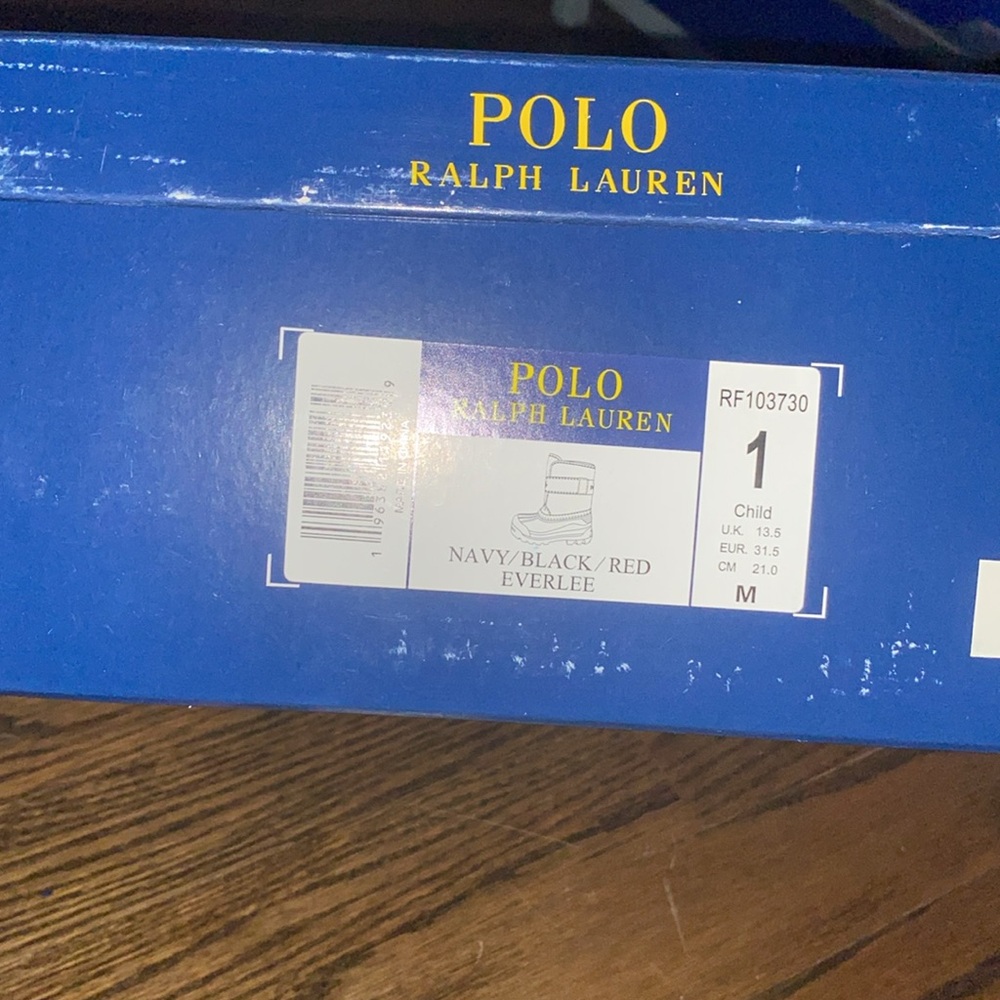 POLO
RALPH LAUREN
POLO
RALPH LAUREN
NAVY/BLACK/RED
EVERLEE
RF103730
1
Child
U.K. 13.5
EUR. 31.5
CM 21.0
M